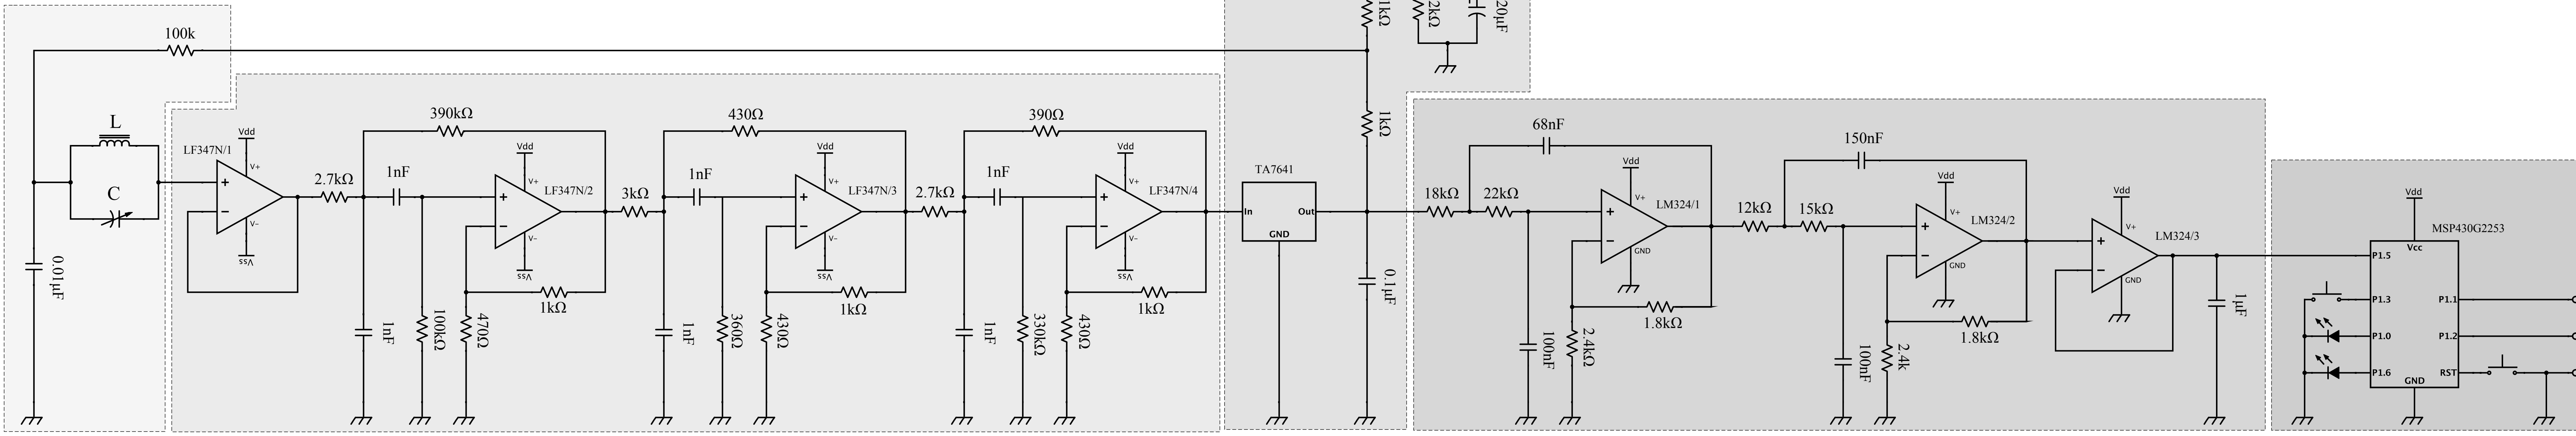 100k
L
C
0.01µF
LF347N/1
Vdd
V+
V-
Vss
2.7kΩ
390kΩ
1nF
1nF
100kΩ
470Ω
Vdd
V+
LF347N/2
V-
Vss
1kΩ
3kΩ
430Ω
1nF
1nF
360Ω
430Ω
Vdd
V+
LF347N/3
V-
Vss
1kΩ
2.7kΩ
390Ω
1nF
1nF
330kΩ
430Ω
Vdd
V+
LF347N/4
V-
Vss
1kΩ
TA7641
In
Out
GND
1kΩ
2kΩ
20µF
1kΩ
0.1µF
18kΩ
22kΩ
68nF
100nF
2.4kΩ
Vdd
V+
LM324/1
GND
1.8kΩ
12kΩ
15kΩ
150nF
100nF
2.4k
Vdd
V+
LM324/2
GND
1.8kΩ
Vdd
V+
LM324/3
GND
1µF
Vdd
MSP430G2253
Vcc
P1.5
P1.3
P1.0
P1.6
P1.1
P1.2
RST
GND